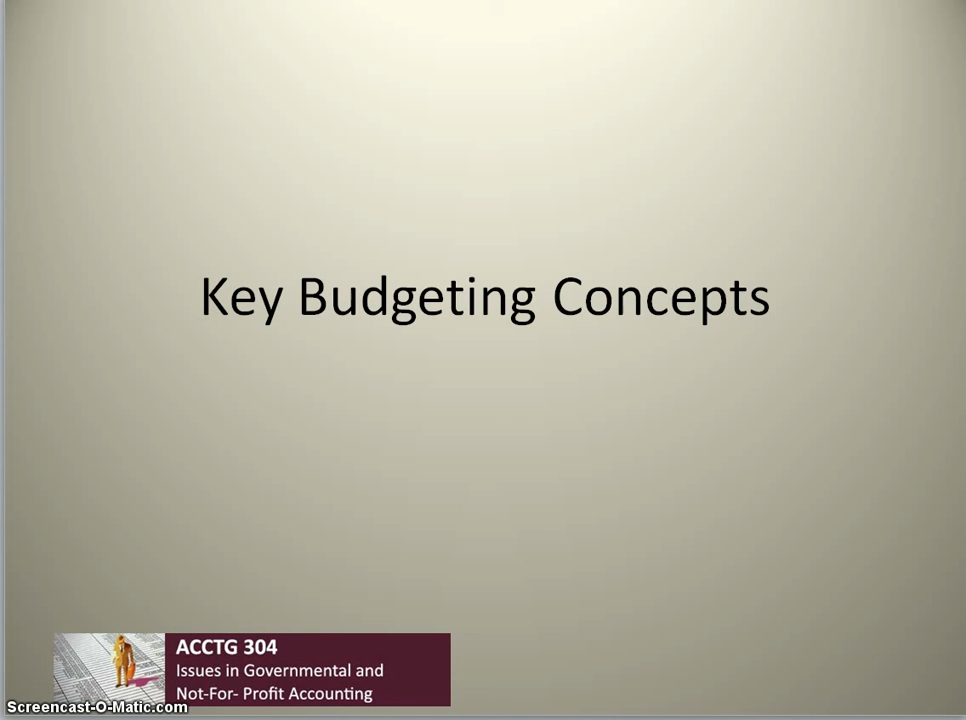 Key Budgeting Concepts
ACCTG 304
Issues in Governmental and
Not-For- Profit Accounting
Screencast-O-Matic.com